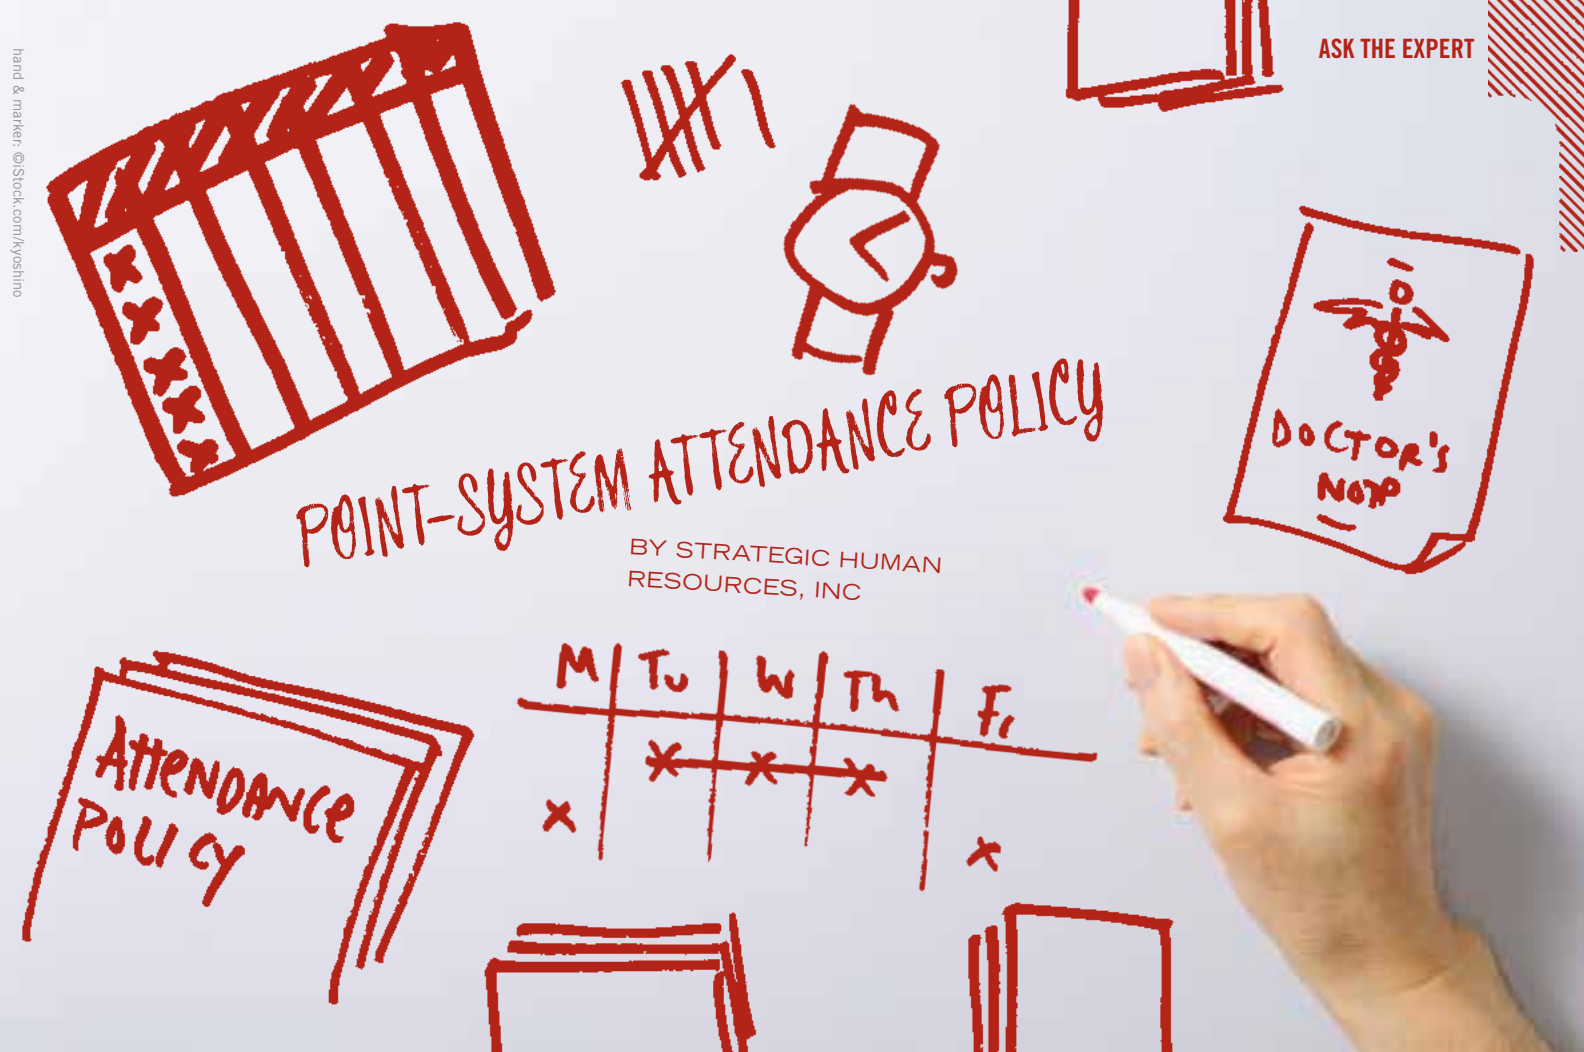 ASK THE EXPERT
hand & marker: ©iStock.com/kyoshino
DOCTOR'S
POINT-SYSTEM ATTENDANCE POLICY
BY STRATEGIC HUMAN
RESOURCES, INC
M Tu W Th Fr
ATTENDANCE
POLICY